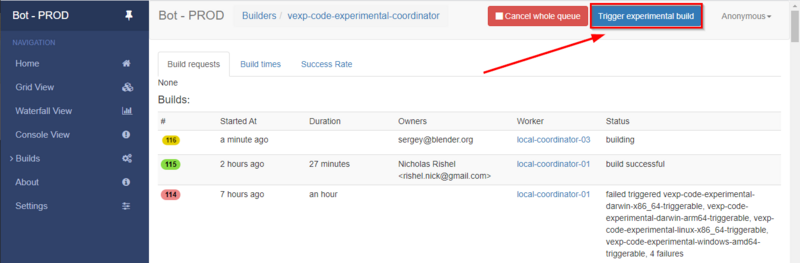 Bot - PROD
NAVIGATION
Home
Grid View
Waterfall View
Console View
Builds
About
Settings
Bot - PROD
Builders / vexp-code-experimental-coordinator
Cancel whole queue
Trigger experimental build
Anonymous
Build requests
Build times
Success Rate
None
Builds:
# Started At Duration Owners Worker Status
116 a minute ago sergey@blender.org local-coordinator-03 building
115 2 hours ago 27 minutes Nicholas Rishel local-coordinator-01 build successful
<rishel.nick@gmail.com>
114 7 hours ago an hour local-coordinator-01 failed triggered vexp-code-experimental-
darwin-x86_64-triggerable, vexp-code-
experimental-darwin-arm64-triggerable, vexp-
code-experimental-linux-x86_64-triggerable,
vexp-code-experimental-windows-amd64-
triggerable, 4 failures